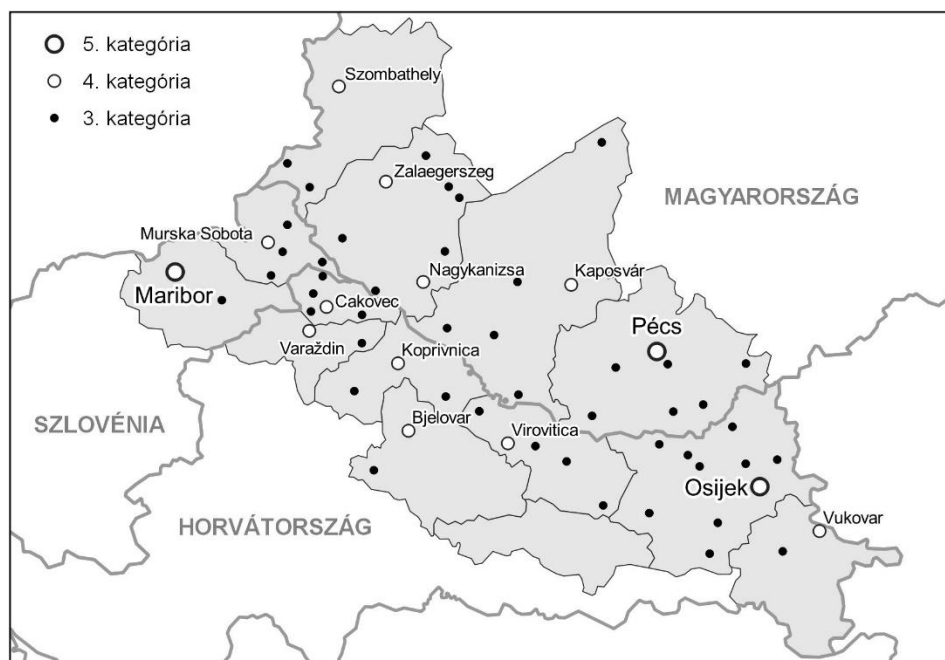 5. kategória
4. kategória
3. kategória
Szombathely
Zalaegerszeg
MAGYARORSZÁG
Murska Sobota
Maribor
Nagykanizsa
Kaposvár
Cakovec
Varaždin
Koprivnica
Pécs
SZLOVÉNIA
Bjelovar
Virovitica
Osijek
HORVÁTORSZÁG
Vukovar